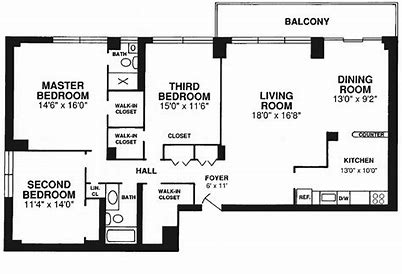 BALCONY
BATH
MASTER
BEDROOM
14'6" x 16'0"
THIRD
BEDROOM
15'0" x 11'6"
LIVING
ROOM
18'0" x 16'8"
DINING
ROOM
13'0" x 9'2"
WALK-IN
CLOSET
WALK-IN
CLOSET
CLOSET
COUNTER
KITCHEN
13'0" x 10'0"
HALL
FOYER
6' x 11'
SECOND
BEDROOM
11'4" x 14'0"
LIN.
CL
BATH
WALK-IN
CLOSET
REF.
D/W